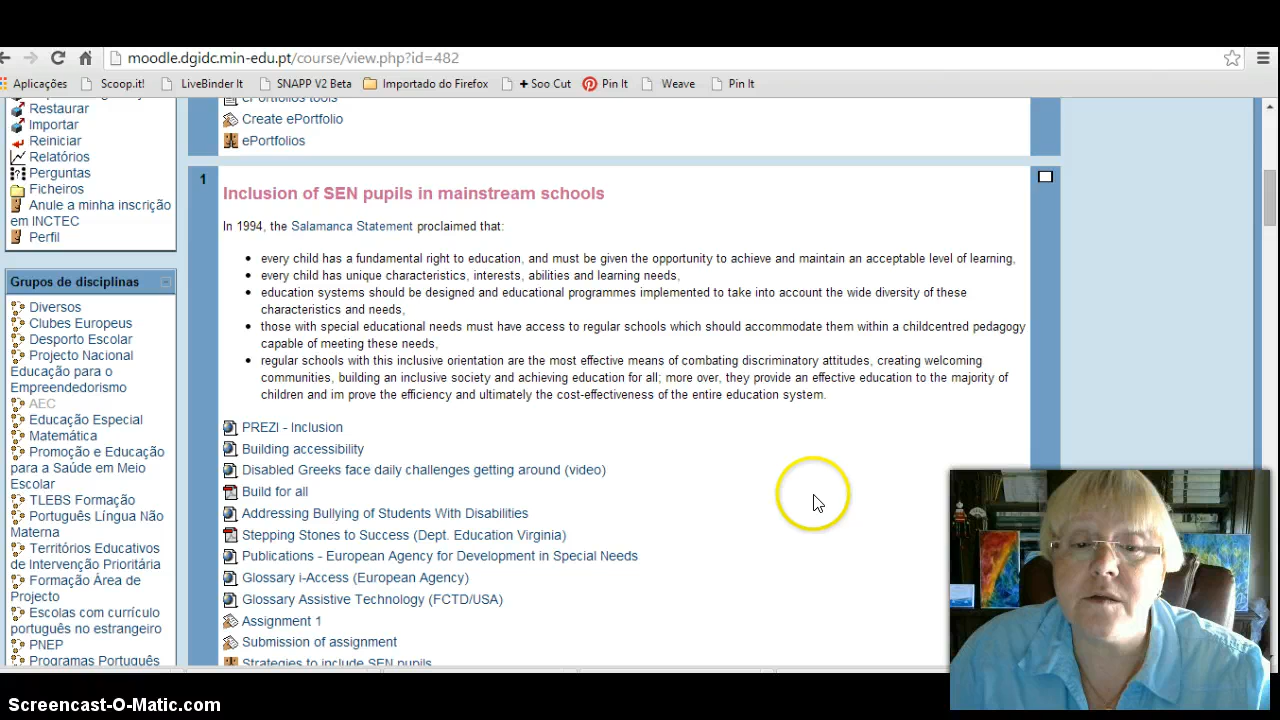 moodle.dgidc.min-edu.pt/course/view.php?id=482
Aplicações
Scoop.it!
LiveBinder It
SNAPP V2 Beta
Importado do Firefox
+ Soo Cut
Pin It
Weave
Pin It
Restaurar
Importar
Reiniciar
Relatórios
Perguntas
Ficheiros
Anule a minha inscrição
em INCTEC
Perfil
Grupos de disciplinas
Diversos
Clubes Europeus
Desporto Escolar
Projecto Nacional
Educação para o
Empreendedorismo
AEC
Educação Especial
Matemática
Promoção e Educação
para a Saúde em Meio
Escolar
TLEBS Formação
Português Língua Não
Materna
Territórios Educativos
de Intervenção Prioritária
Formação Área de
Projecto
Escolas com currículo
português no estrangeiro
PNEP
Programas Português
ePortfolios tools
Create ePortfolio
ePortfolios
1
Inclusion of SEN pupils in mainstream schools
In 1994, the Salamanca Statement proclaimed that:
every child has a fundamental right to education, and must be given the opportunity to achieve and maintain an acceptable level of learning,
every child has unique characteristics, interests, abilities and learning needs,
education systems should be designed and educational programmes implemented to take into account the wide diversity of these
characteristics and needs,
those with special educational needs must have access to regular schools which should accommodate them within a childcentred pedagogy
capable of meeting these needs,
regular schools with this inclusive orientation are the most effective means of combating discriminatory attitudes, creating welcoming
communities, building an inclusive society and achieving education for all; more over, they provide an effective education to the majority of
children and im prove the efficiency and ultimately the cost-effectiveness of the entire education system.
PREZI - Inclusion
Building accessibility
Disabled Greeks face daily challenges getting around (video)
Build for all
Addressing Bullying of Students With Disabilities
Stepping Stones to Success (Dept. Education Virginia)
Publications - European Agency for Development in Special Needs
Glossary i-Access (European Agency)
Glossary Assistive Technology (FCTD/USA)
Assignment 1
Submission of assignment
Strategies to include SEN pupils
Screencast-O-Matic.com